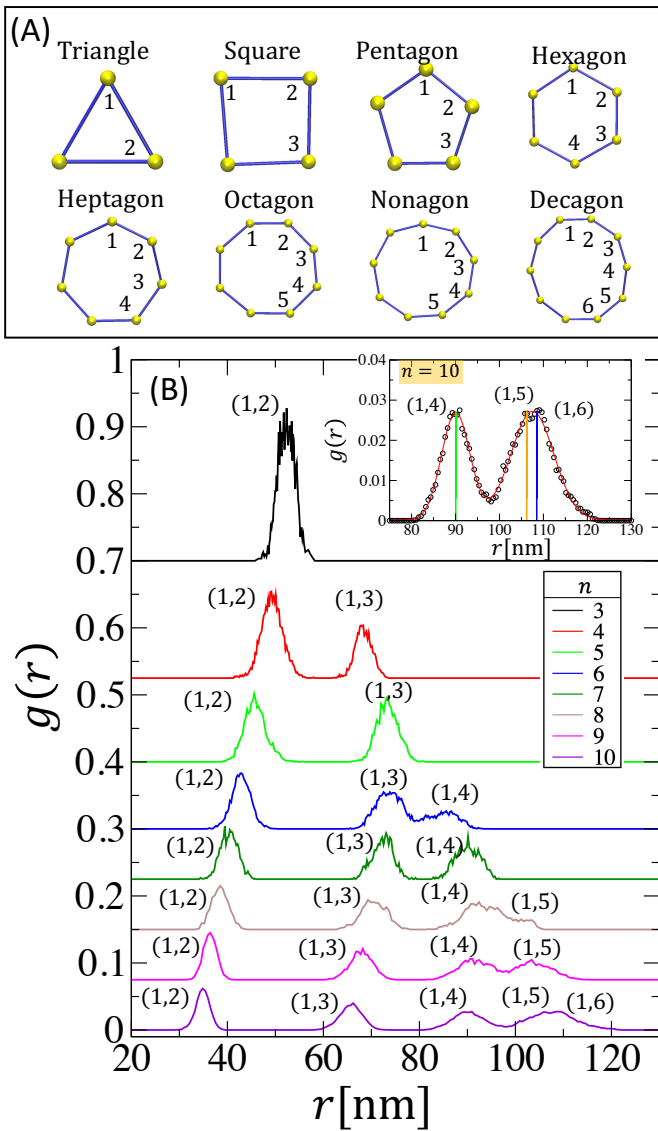 (A)
Triangle Square Pentagon Hexagon
1 2
1 2 3
1 2 3
1 2 3 4
Heptagon Octagon Nonagon Decagon
1 2 3 4
1 2 3 4 5
1 2 3 4 5
1 2 3 4 5 6
(B)
g(r)
1
0.9
0.8
0.7
0.6
0.5
0.4
0.3
0.2
0.1
0
20 40 60 80 100 120
r[nm]
(1,2)
(1,2) (1,3)
(1,2) (1,3)
(1,2) (1,3) (1,4)
(1,2) (1,3) (1,4)
(1,2) (1,3) (1,4) (1,5)
(1,2) (1,3) (1,4) (1,5)
(1,2) (1,3) (1,4) (1,5) (1,6)
n = 10
(1,4) (1,5) (1,6)
g(r)
0.04
0.03
0.02
0.01
0
80 90 100 110 120 130
r[nm]
n
3
4
5
6
7
8
9
10